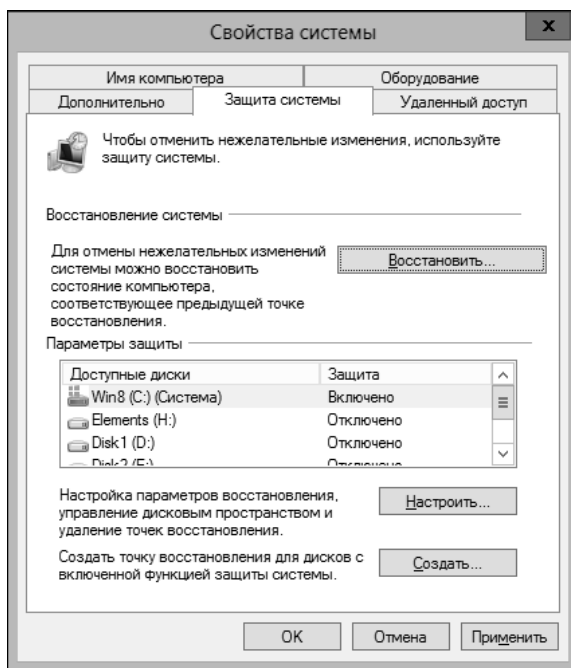 Свойства системы
x
Имя компьютера Оборудование
Дополнительно Защита системы Удаленный доступ
Чтобы отменить нежелательные изменения, используйте
защиту системы.
Восстановление системы
Для отмены нежелательных изменений
системы можно восстановить
состояние компьютера,
соответствующее предыдущей точке
восстановления.
Восстановить...
Параметры защиты
Доступные диски Защита
Win8 (C:) (Система) Включено
Elements (H:) Отключено
Disk1 (D:) Отключено
Disk2 (E:) Отключено
Настройка параметров восстановления,
управление дисковым пространством и
удаление точек восстановления.
Настроить...
Создать точку восстановления для дисков с
включенной функцией защиты системы.
Создать...
OK Отмена Применить